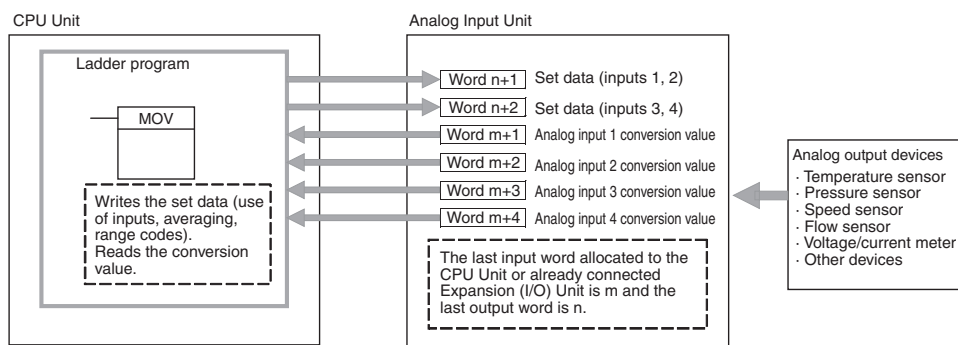 CPU Unit
Ladder program
MOV
Writes the set data (use
of inputs, averaging,
range codes).
Reads the conversion
value.
Analog Input Unit
Word n+1 Set data (inputs 1, 2)
Word n+2 Set data (inputs 3, 4)
Word m+1 Analog input 1 conversion value
Word m+2 Analog input 2 conversion value
Word m+3 Analog input 3 conversion value
Word m+4 Analog input 4 conversion value
The last input word allocated to the
CPU Unit or already connected
Expansion (I/O) Unit is m and the
last output word is n.
Analog output devices
· Temperature sensor
· Pressure sensor
· Speed sensor
· Flow sensor
· Voltage/current meter
· Other devices